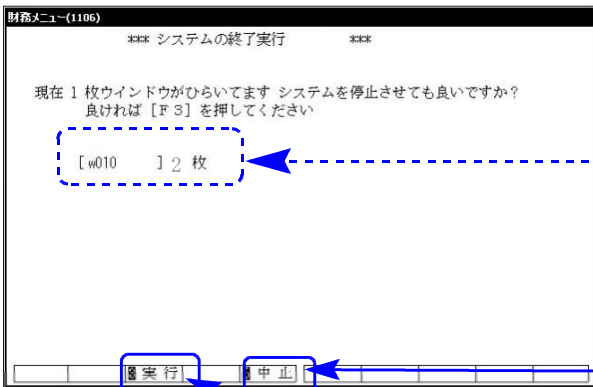 財務メニュー(1106)
*** システムの終了実行 ***
現在 1 枚ウインドウがひらいてます システムを停止させても良いですか?
良ければ [F3] を押してください
[w010 ] 2 枚
実行 中止